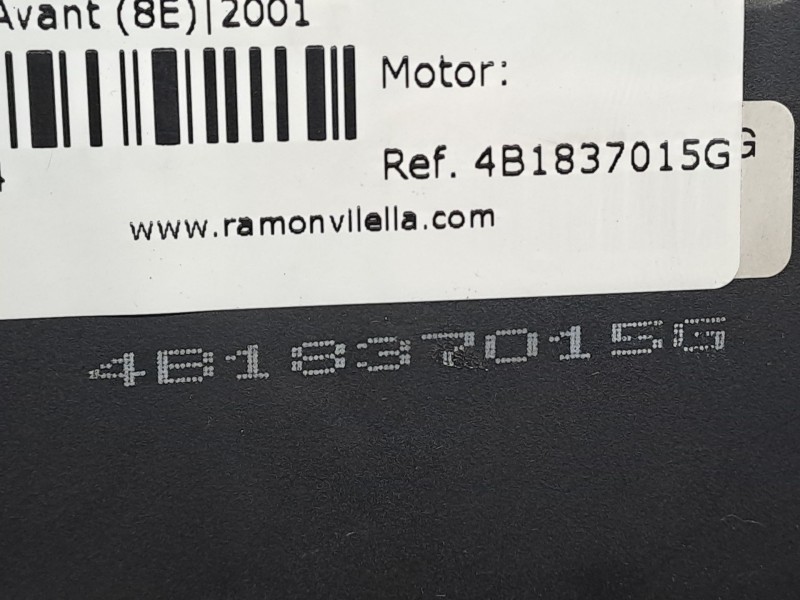 Avant (8E)|2001
Motor:
Ref. 4B1837015G
G
www.ramonvilella.com
4B1837015G